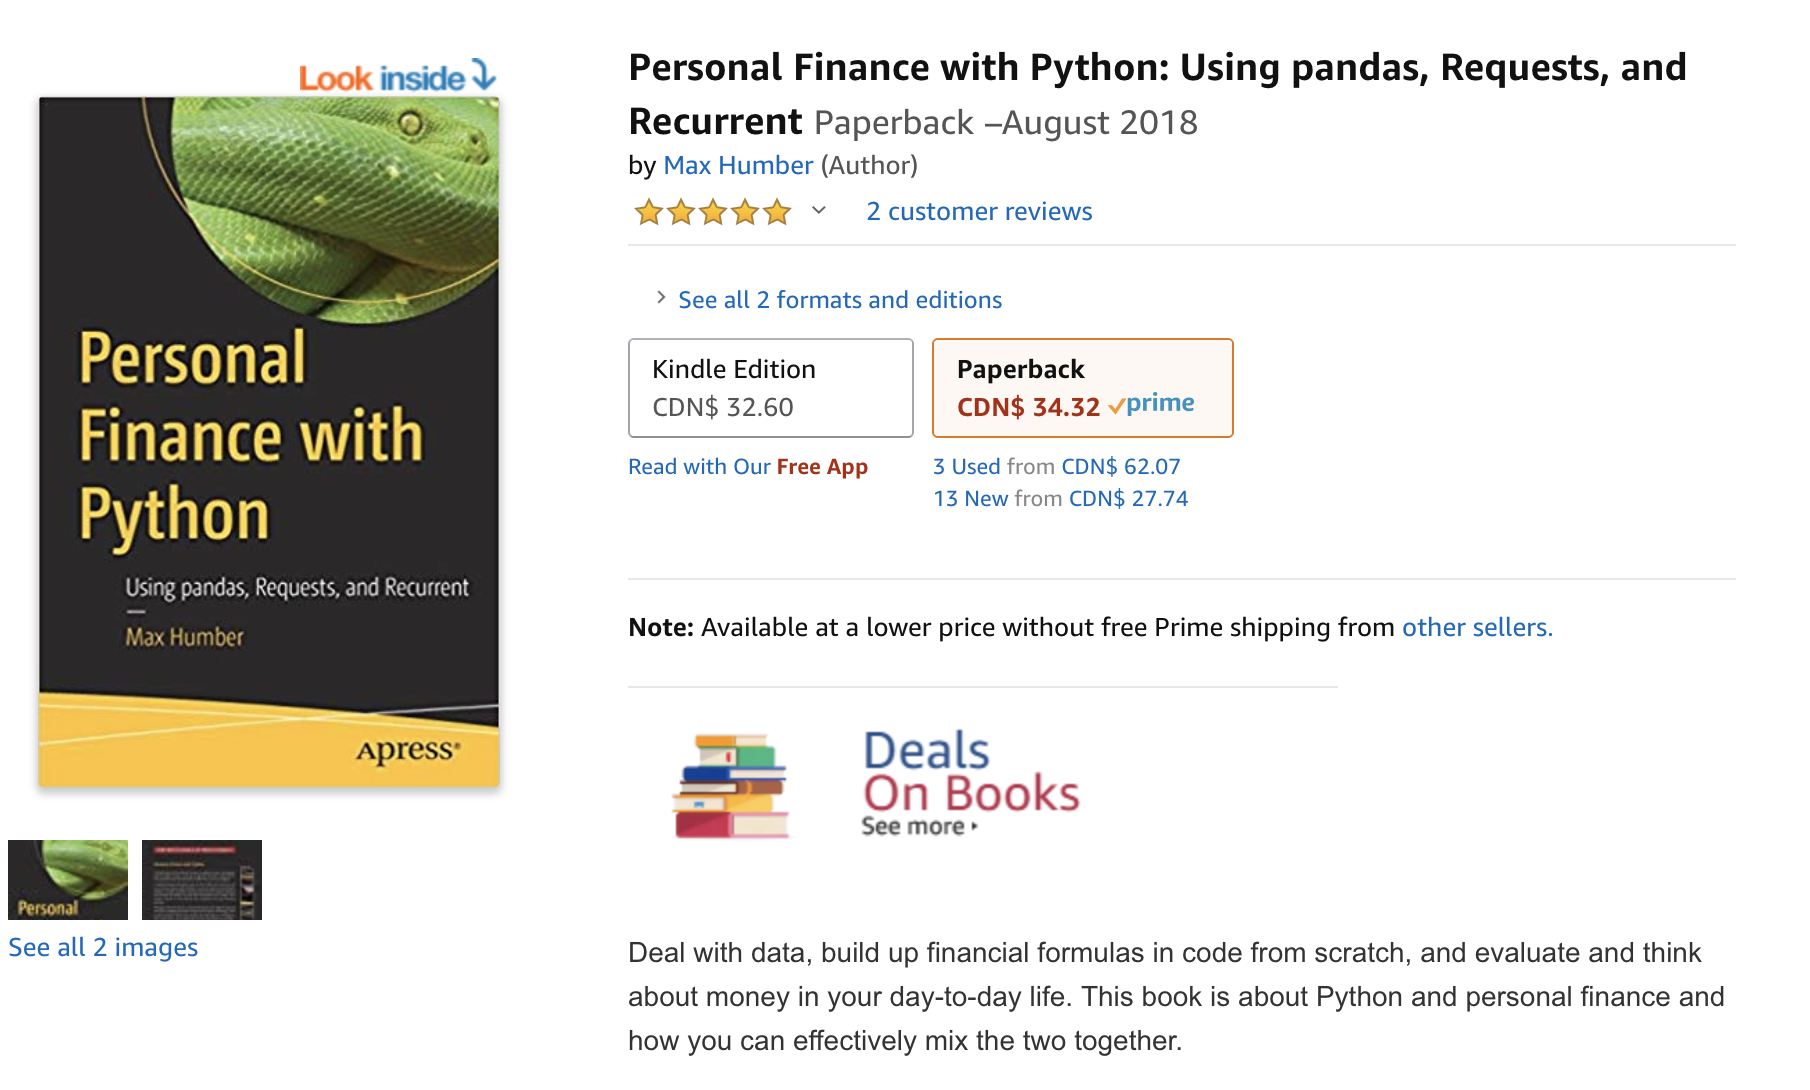 Look inside
Personal
Finance with
Python
Using pandas, Requests, and Recurrent
Max Humber
Apress®
Personal
See all 2 images
Personal Finance with Python: Using pandas, Requests, and
Recurrent Paperback –August 2018
by Max Humber (Author)
2 customer reviews
See all 2 formats and editions
Kindle Edition
CDN$ 32.60
Read with Our Free App
Paperback
CDN$ 34.32 prime
3 Used from CDN$ 62.07
13 New from CDN$ 27.74
Note: Available at a lower price without free Prime shipping from other sellers.
Deals
On Books
See more
Deal with data, build up financial formulas in code from scratch, and evaluate and think
about money in your day-to-day life. This book is about Python and personal finance and
how you can effectively mix the two together.